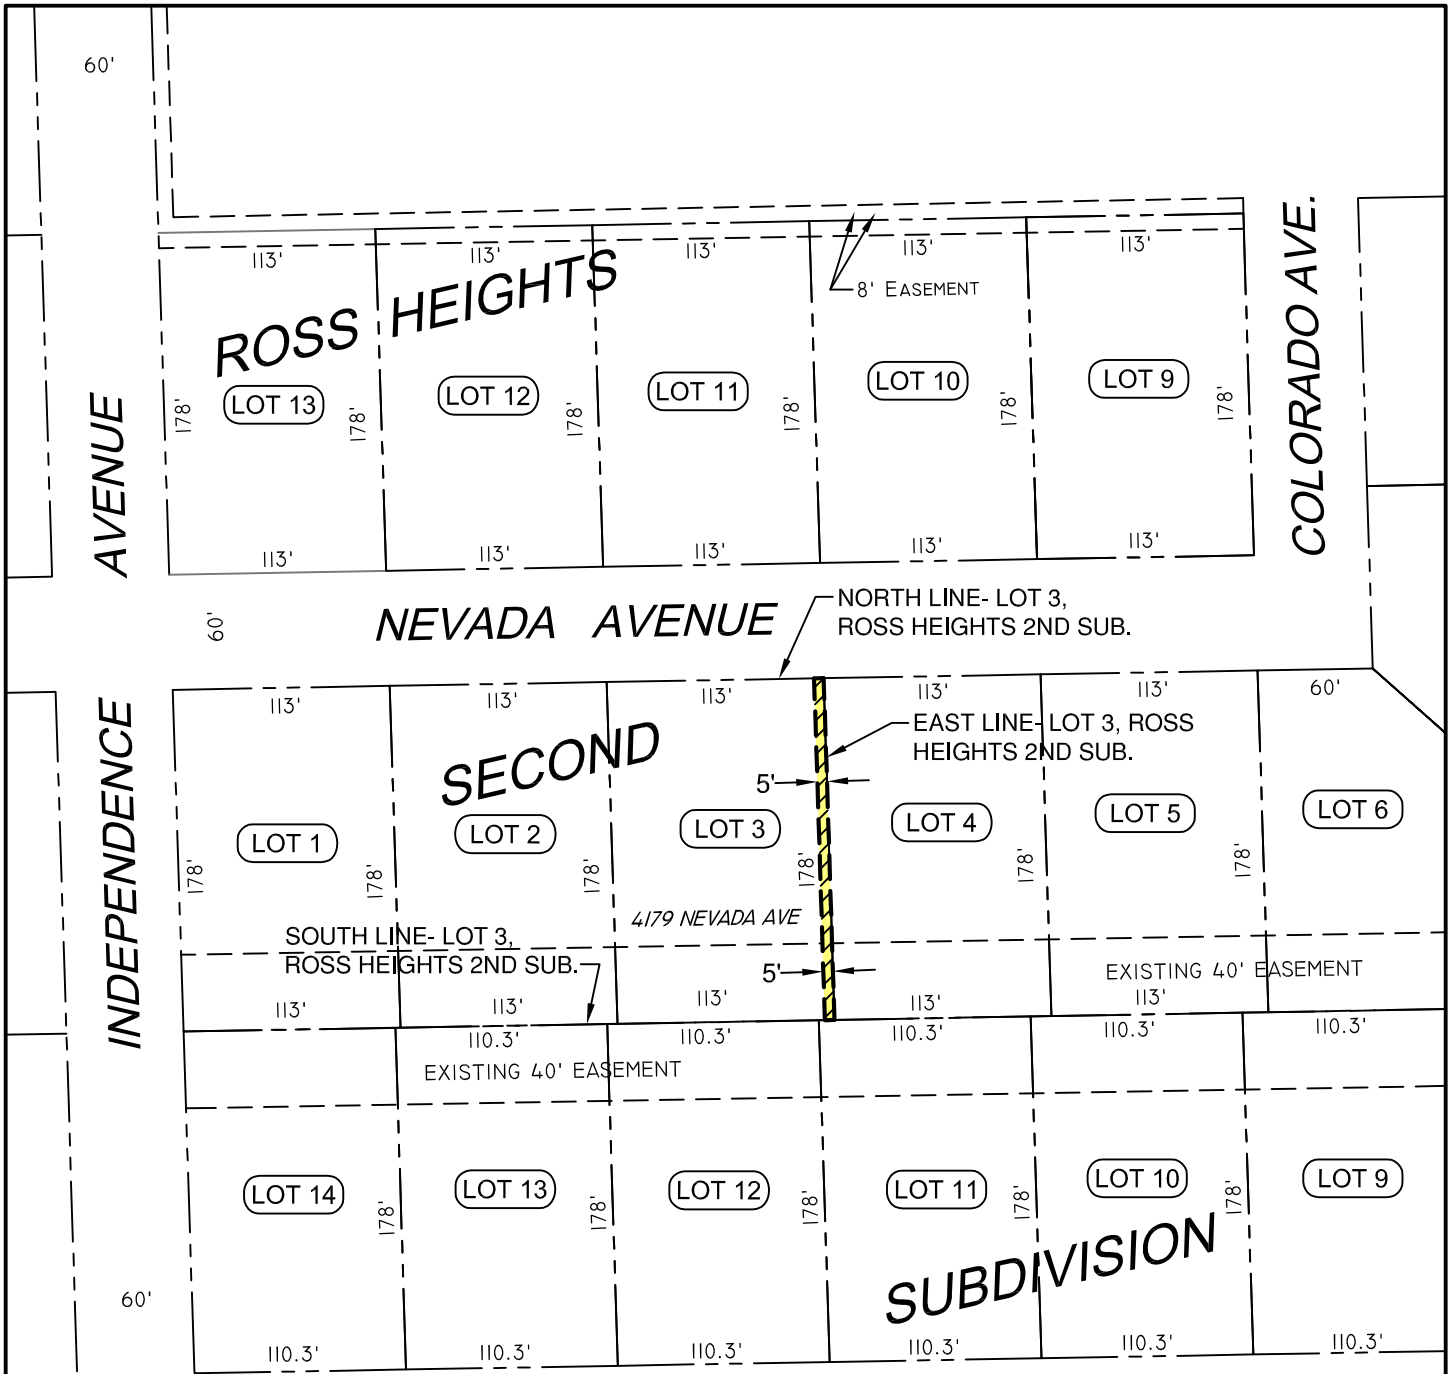 60'
113'
113'
113'
113'
113'
8' EASEMENT
ROSS HEIGHTS
COLORADO AVE.
LOT 13
LOT 12
LOT 11
LOT 10
LOT 9
178'
178'
178'
178'
178'
178'
113'
113'
113'
113'
113'
INDEPENDENCE AVENUE
60'
NEVADA AVENUE
NORTH LINE- LOT 3,
ROSS HEIGHTS 2ND SUB.
113'
113'
113'
113'
113'
60'
EAST LINE- LOT 3, ROSS
HEIGHTS 2ND SUB.
SECOND
5'
LOT 1
LOT 2
LOT 3
LOT 4
LOT 5
LOT 6
178'
178'
178'
178'
178'
178'
4179 NEVADA AVE
SOUTH LINE- LOT 3,
ROSS HEIGHTS 2ND SUB.
5'
EXISTING 40' EASEMENT
113'
113'
113'
113'
113'
110.3'
110.3'
110.3'
110.3'
110.3'
EXISTING 40' EASEMENT
LOT 14
LOT 13
LOT 12
LOT 11
LOT 10
LOT 9
178'
178'
178'
178'
178'
SUBDIVISION
60'
110.3'
110.3'
110.3'
110.3'
110.3'
110.3'